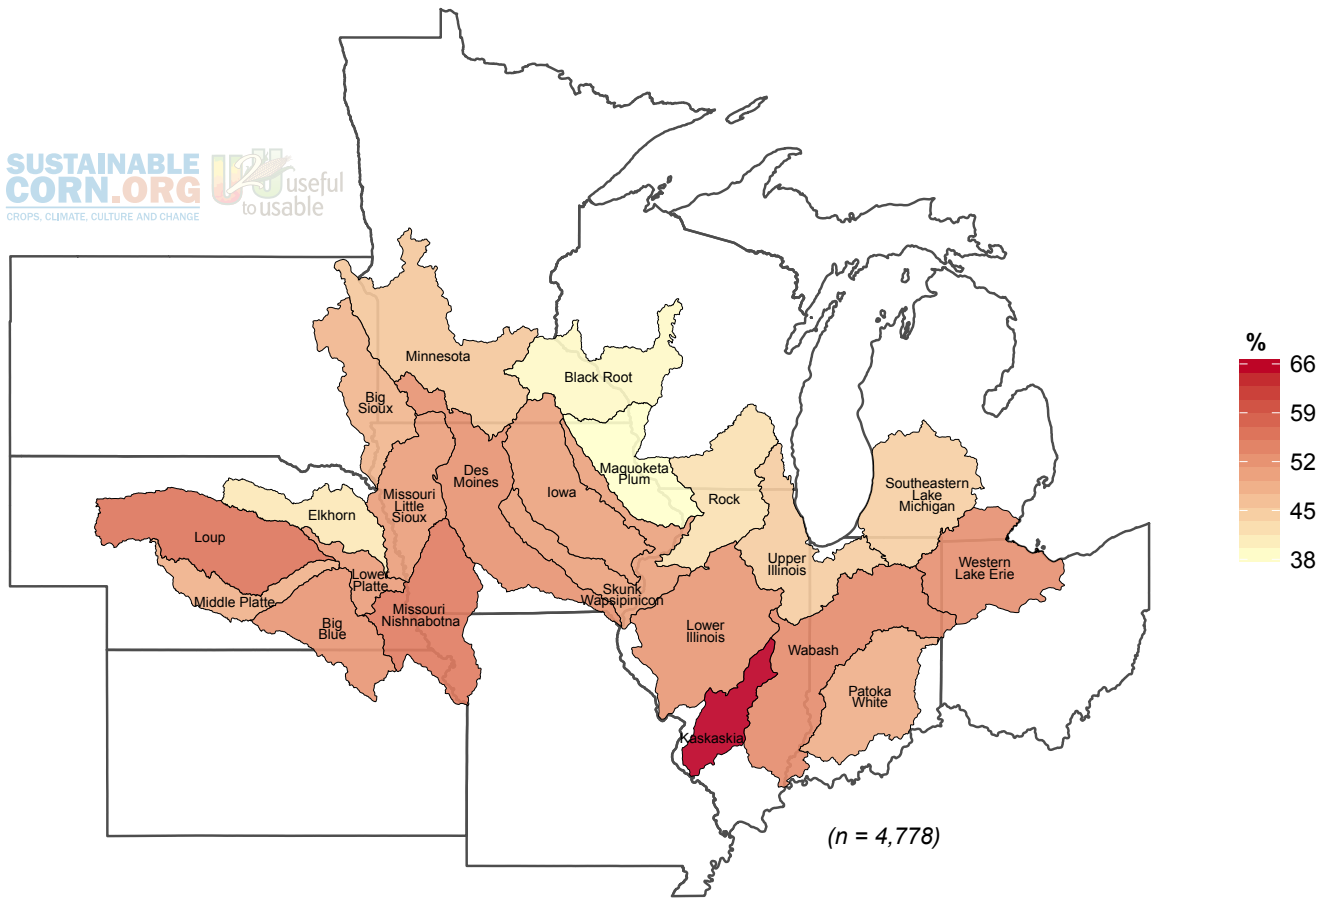 SUSTAINABLE
CORN.ORG
CROPS, CLIMATE, CULTURE AND CHANGE
U2U useful
to usable
Minnesota
Black Root
Big
Sioux
Maquoketa
Plum
Des
Moines
Iowa
Missouri
Little
Sioux
Rock
Southeastern
Lake
Michigan
Elkhorn
Loup
Upper
Illinois
Western
Lake Erie
Lower
Platte
Middle Platte
Skunk
Wapsipinicon
Missouri
Nishnabotna
Big
Blue
Lower
Illinois
Wabash
Patoka
White
Kaskaskia
(n = 4,778)
%
66
59
52
45
38